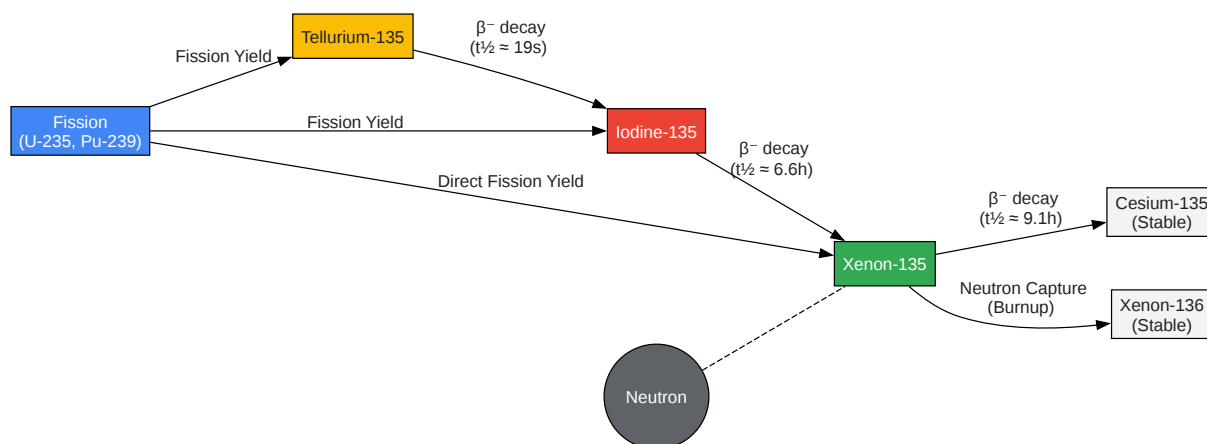 Tellurium-135
β⁻ decay
(t½ ≈ 19s)
Fission Yield
Fission
(U-235, Pu-239)
Fission Yield
Iodine-135
β⁻ decay
(t½ ≈ 6.6h)
Direct Fission Yield
β⁻ decay
(t½ ≈ 9.1h)
Cesium-135
(Stable)
Xenon-135
Neutron Capture
(Burnup)
Xenon-136
(Stable)
Neutron